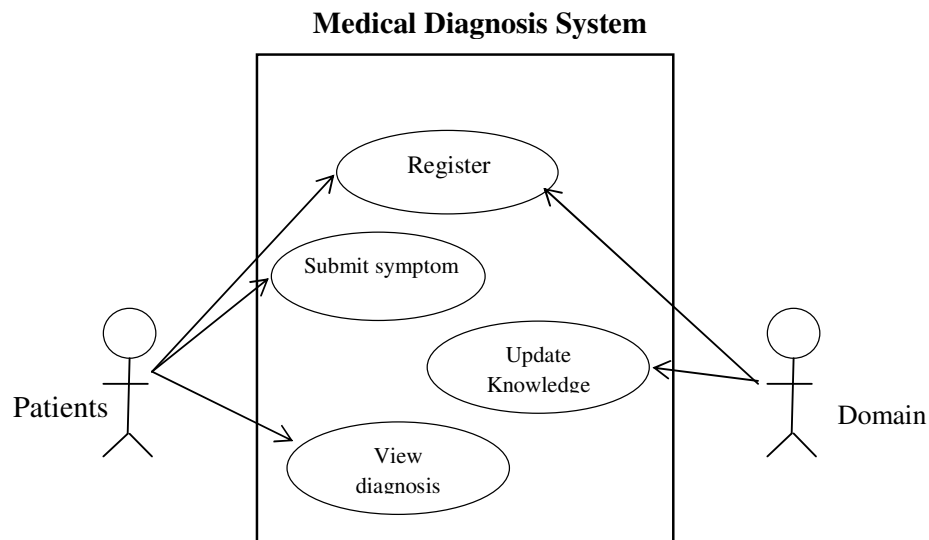 Medical Diagnosis System
Register
Submit symptom
Update
Knowledge
Patients
Domain
View
diagnosis